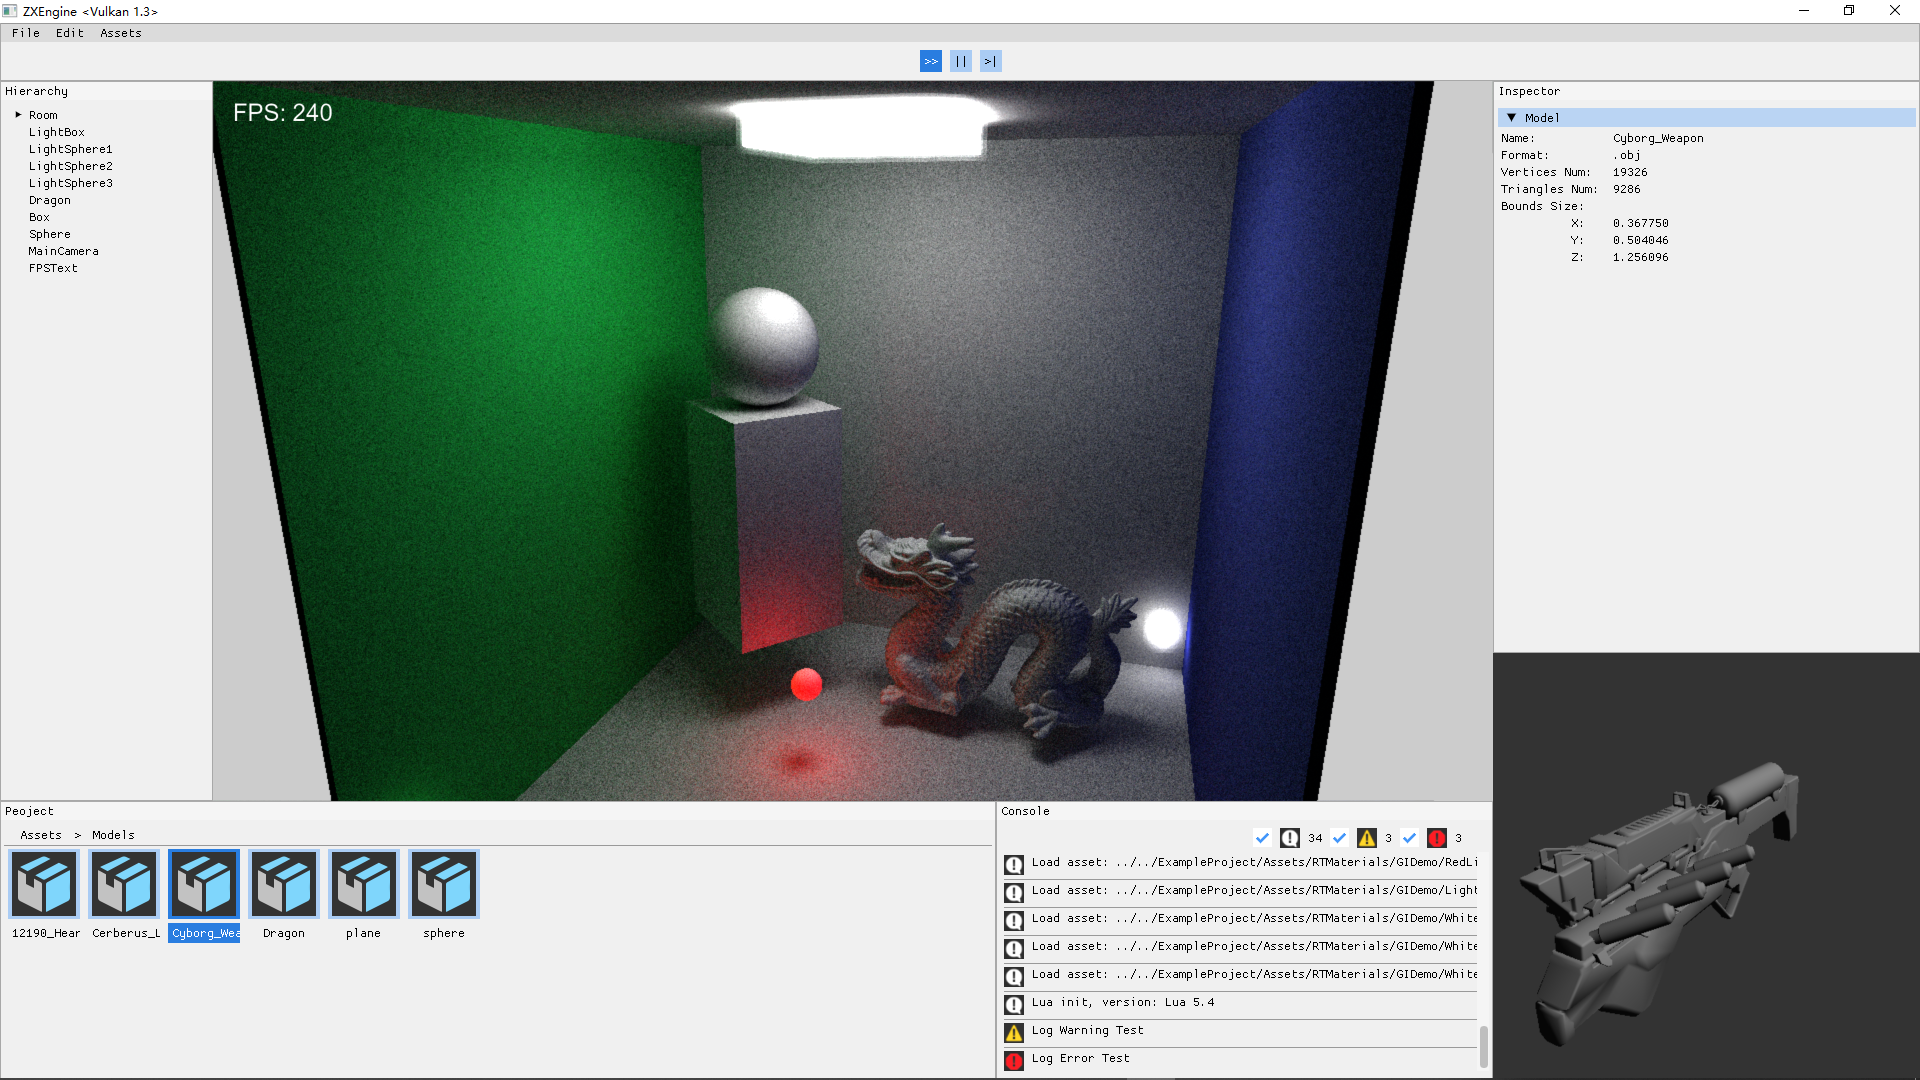 ZXEngine <Vulkan 1.3>
File Edit Assets
>> || >|
Hierarchy
Room
LightBox
LightSphere1
LightSphere2
LightSphere3
Dragon
Box
Sphere
MainCamera
FPSText
FPS: 240
Inspector
Model
Name: Cyborg_Weapon
Format: .obj
Vertices Num: 19326
Triangles Num: 9286
Bounds Size:
X: 0.367750
Y: 0.504046
Z: 1.256096
Peoject
Assets > Models
12190_Hear Cerberus_L Cyborg_Wea Dragon plane sphere
Console
34 3 3
Load asset: ../../ExampleProject/Assets/RTMaterials/GIDemo/RedLi
Load asset: ../../ExampleProject/Assets/RTMaterials/GIDemo/Light
Load asset: ../../ExampleProject/Assets/RTMaterials/GIDemo/White
Load asset: ../../ExampleProject/Assets/RTMaterials/GIDemo/White
Load asset: ../../ExampleProject/Assets/RTMaterials/GIDemo/White
Lua init, version: Lua 5.4
Log Warning Test
Log Error Test